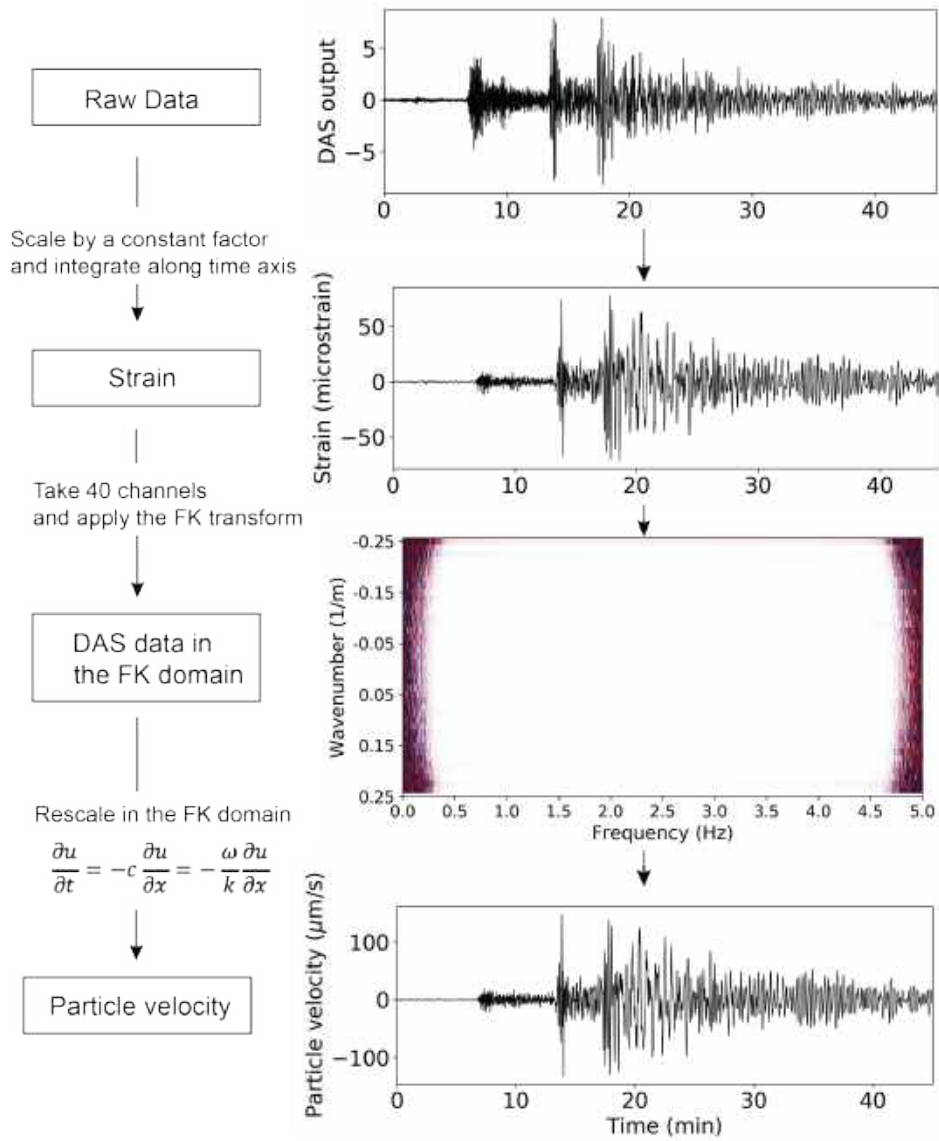 Raw Data
Scale by a constant factor
and integrate along time axis
Strain
Take 40 channels
and apply the FK transform
DAS data in
the FK domain
Rescale in the FK domain
∂u/∂t = −c ∂u/∂x = − ω/k ∂u/∂x
Particle velocity
DAS output
5
0
−5
0 10 20 30 40
Strain (microstrain)
50
0
−50
0 10 20 30 40
Wavenumber (1/m)
-0.25
-0.15
-0.05
0.05
0.15
0.25
0.0 0.5 1.0 1.5 2.0 2.5 3.0 3.5 4.0 4.5 5.0
Frequency (Hz)
Particle velocity (μm/s)
100
0
−100
0 10 20 30 40
Time (min)